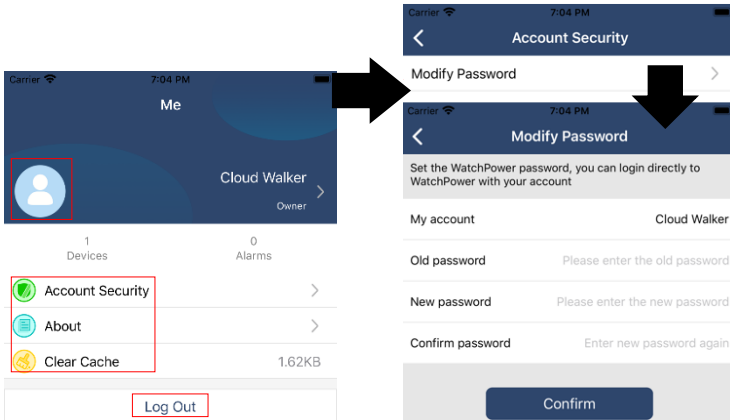 Carrier 7:04 PM
Me
Cloud Walker
Owner
1 0
Devices Alarms
Account Security
About
Clear Cache 1.62KB
Log Out
Carrier 7:04 PM
Account Security
Modify Password
Carrier 7:04 PM
Modify Password
Set the WatchPower password, you can login directly to
WatchPower with your account
My account Cloud Walker
Old password Please enter the old password
New password Please enter the new password
Confirm password Enter new password again
Confirm